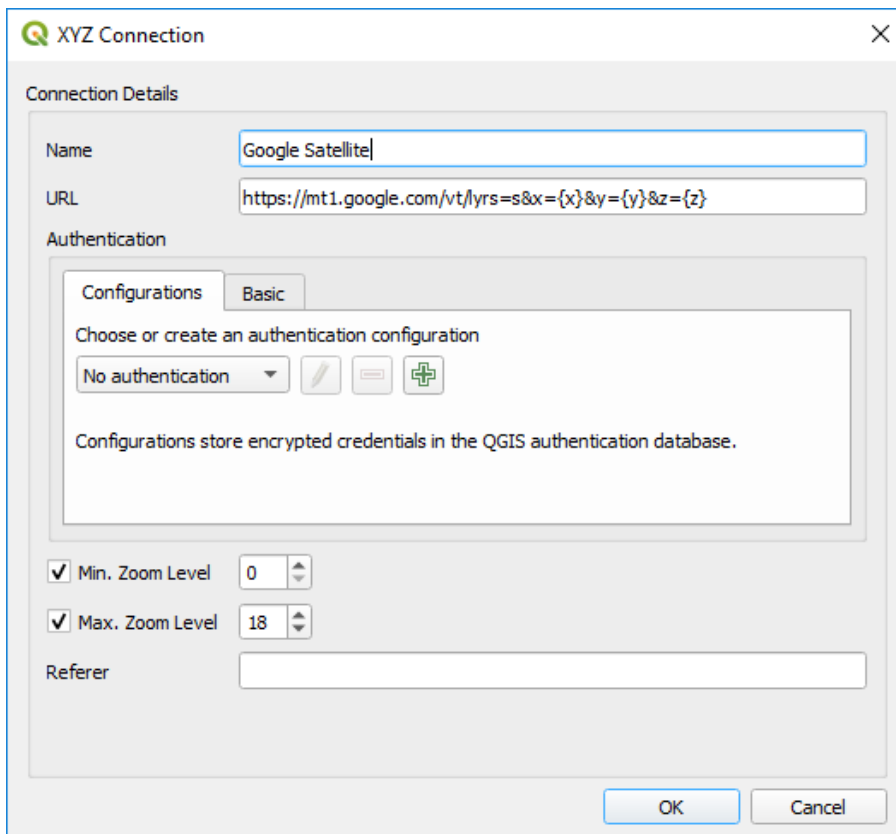 XYZ Connection
Connection Details
Name Google Satellite
URL https://mt1.google.com/vt/lyrs=s&x={x}&y={y}&z={z}
Authentication
Configurations Basic
Choose or create an authentication configuration
No authentication
Configurations store encrypted credentials in the QGIS authentication database.
Min. Zoom Level 0
Max. Zoom Level 18
Referer
OK Cancel